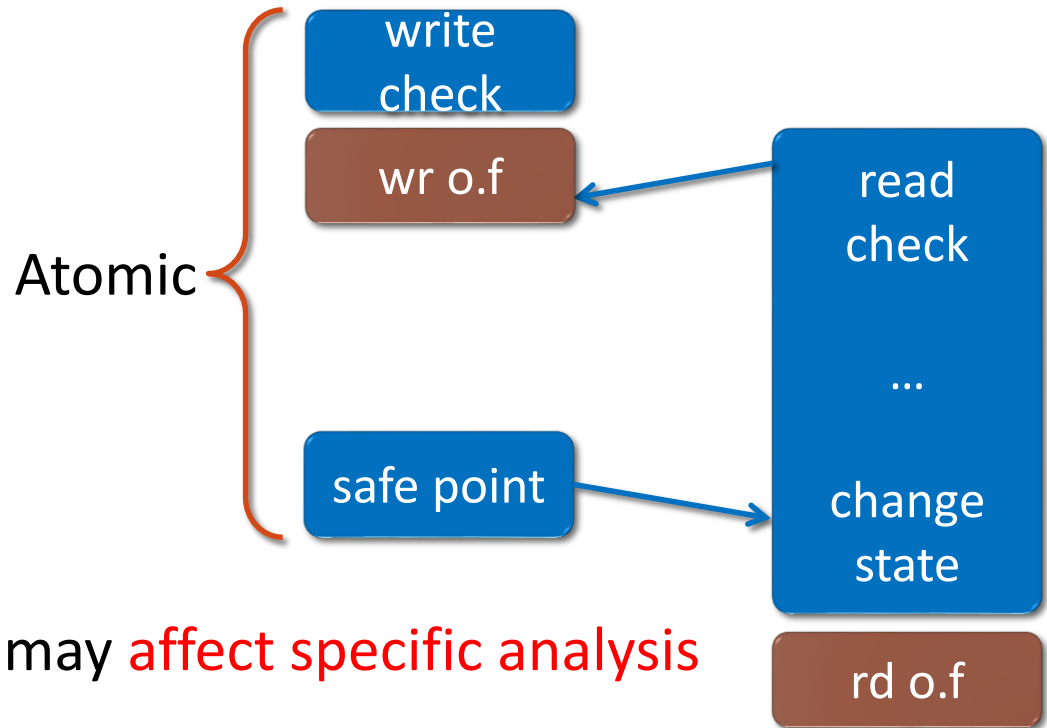 write
check
wr o.f
read
check
Atomic
…
safe point
change
state
may affect specific analysis
rd o.f